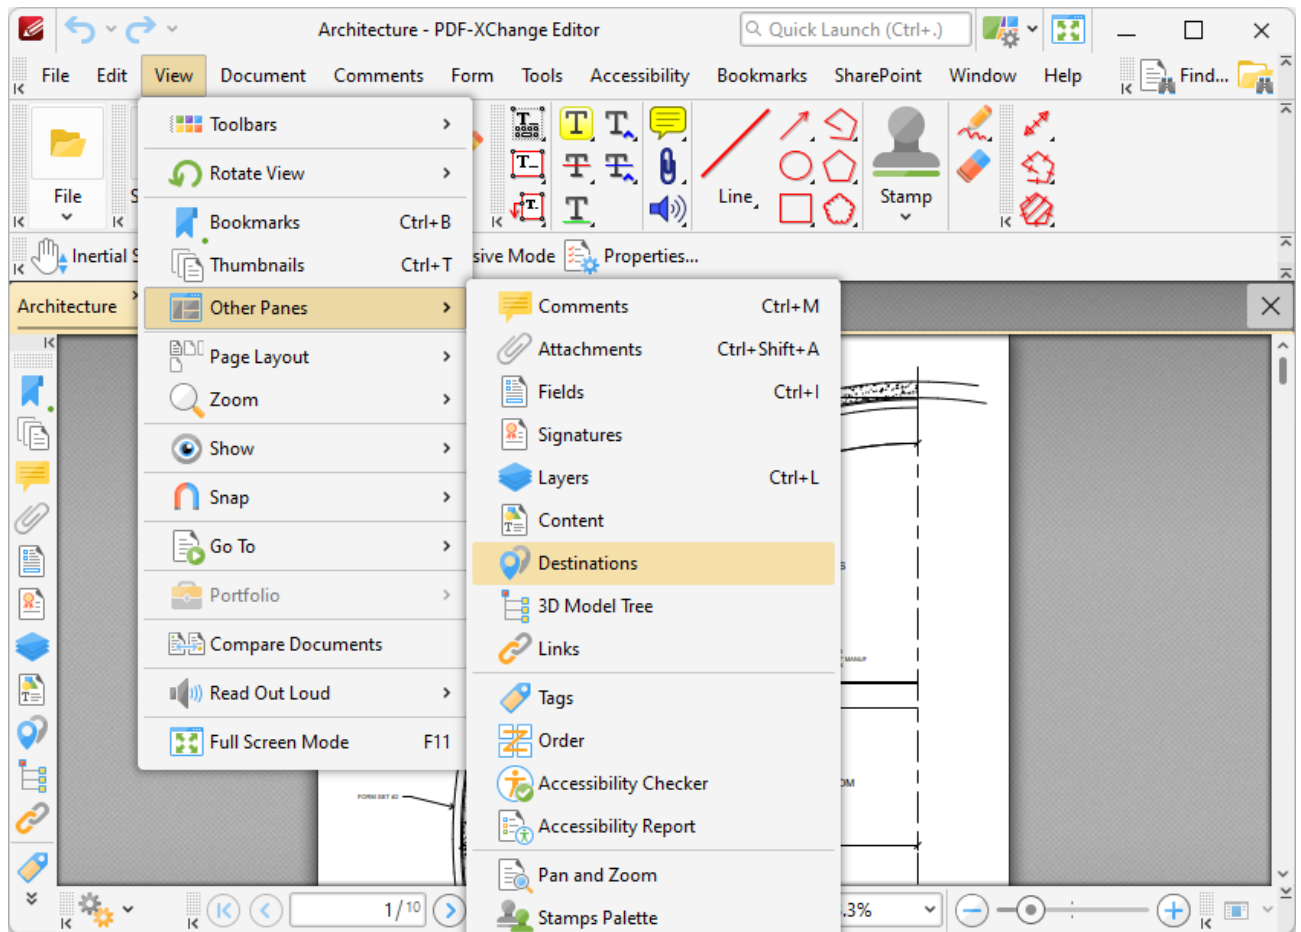 Architecture - PDF-XChange Editor
Quick Launch (Ctrl+.)
File Edit View Document Comments Form Tools Accessibility Bookmarks SharePoint Window Help Find...
File
Line
Stamp
Inertial
Mode Properties...
Architecture
Toolbars
Rotate View
Bookmarks Ctrl+B
Thumbnails Ctrl+T
Other Panes
Page Layout
Zoom
Show
Snap
Go To
Portfolio
Compare Documents
Read Out Loud
Full Screen Mode F11
Comments Ctrl+M
Attachments Ctrl+Shift+A
Fields Ctrl+I
Signatures
Layers Ctrl+L
Content
Destinations
3D Model Tree
Links
Tags
Order
Accessibility Checker
Accessibility Report
Pan and Zoom
Stamps Palette
MANUF
FORM SET #2
1/10
.3%